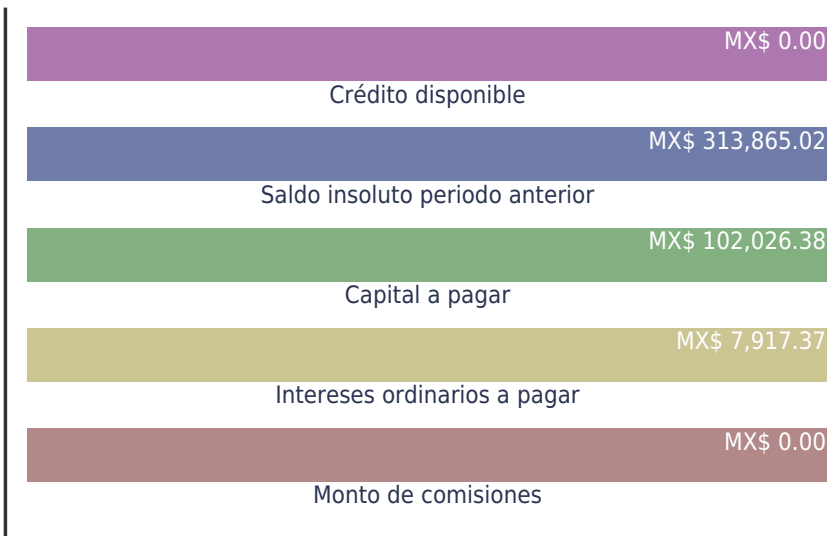 MX$ 0.00
Crédito disponible
MX$ 313,865.02
Saldo insoluto periodo anterior
MX$ 102,026.38
Capital a pagar
MX$ 7,917.37
Intereses ordinarios a pagar
MX$ 0.00
Monto de comisiones